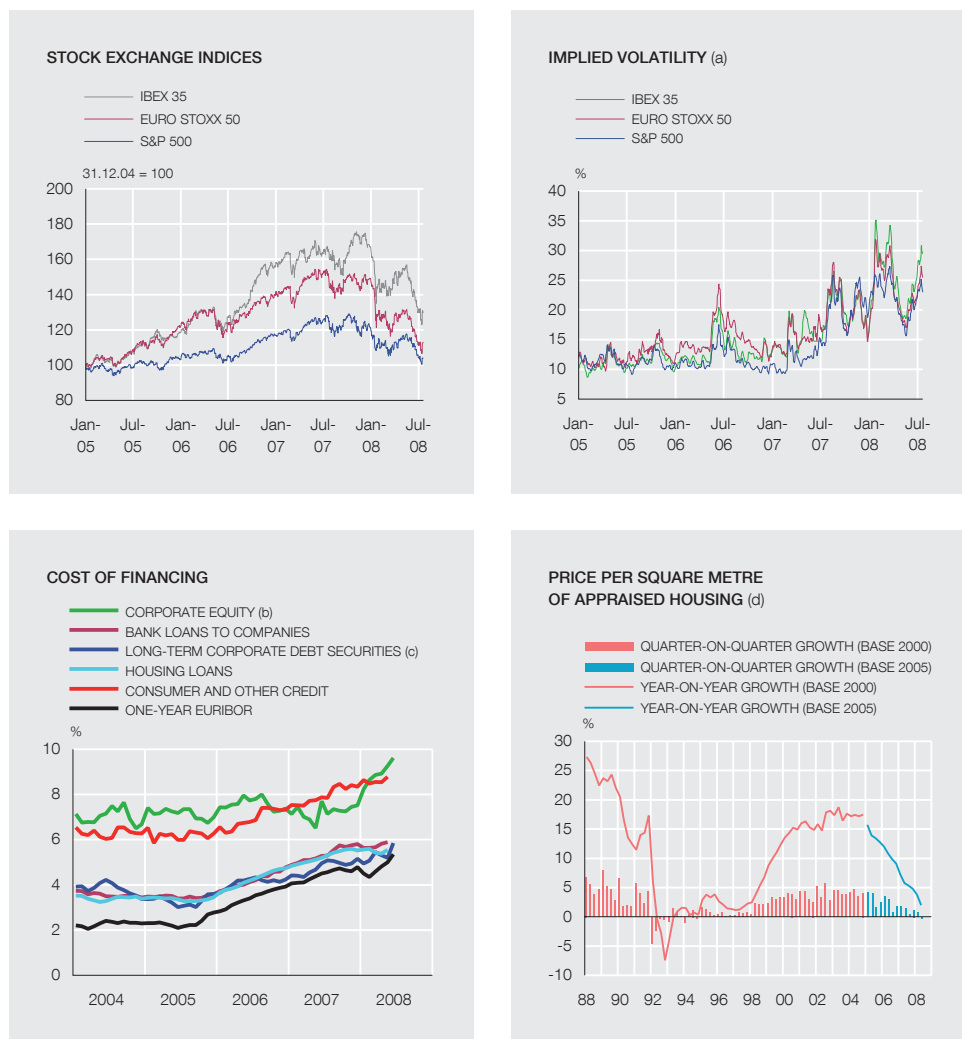 STOCK EXCHANGE INDICES
IBEX 35
EURO STOXX 50
S&P 500
31.12.04 = 100
200
180
160
140
120
100
80
Jan- Jul- Jan- Jul- Jan- Jul- Jan- Jul-
05 05 06 06 07 07 08 08
IMPLIED VOLATILITY (a)
IBEX 35
EURO STOXX 50
S&P 500
%
40
35
30
25
20
15
10
5
Jan- Jul- Jan- Jul- Jan- Jul- Jan- Jul-
05 05 06 06 07 07 08 08
COST OF FINANCING
CORPORATE EQUITY (b)
BANK LOANS TO COMPANIES
LONG-TERM CORPORATE DEBT SECURITIES (c)
HOUSING LOANS
CONSUMER AND OTHER CREDIT
ONE-YEAR EURIBOR
%
10
8
6
4
2
0
2004 2005 2006 2007 2008
PRICE PER SQUARE METRE
OF APPRAISED HOUSING (d)
QUARTER-ON-QUARTER GROWTH (BASE 2000)
QUARTER-ON-QUARTER GROWTH (BASE 2005)
YEAR-ON-YEAR GROWTH (BASE 2000)
YEAR-ON-YEAR GROWTH (BASE 2005)
%
30
25
20
15
10
5
0
-5
-10
88 90 92 94 96 98 00 02 04 06 08